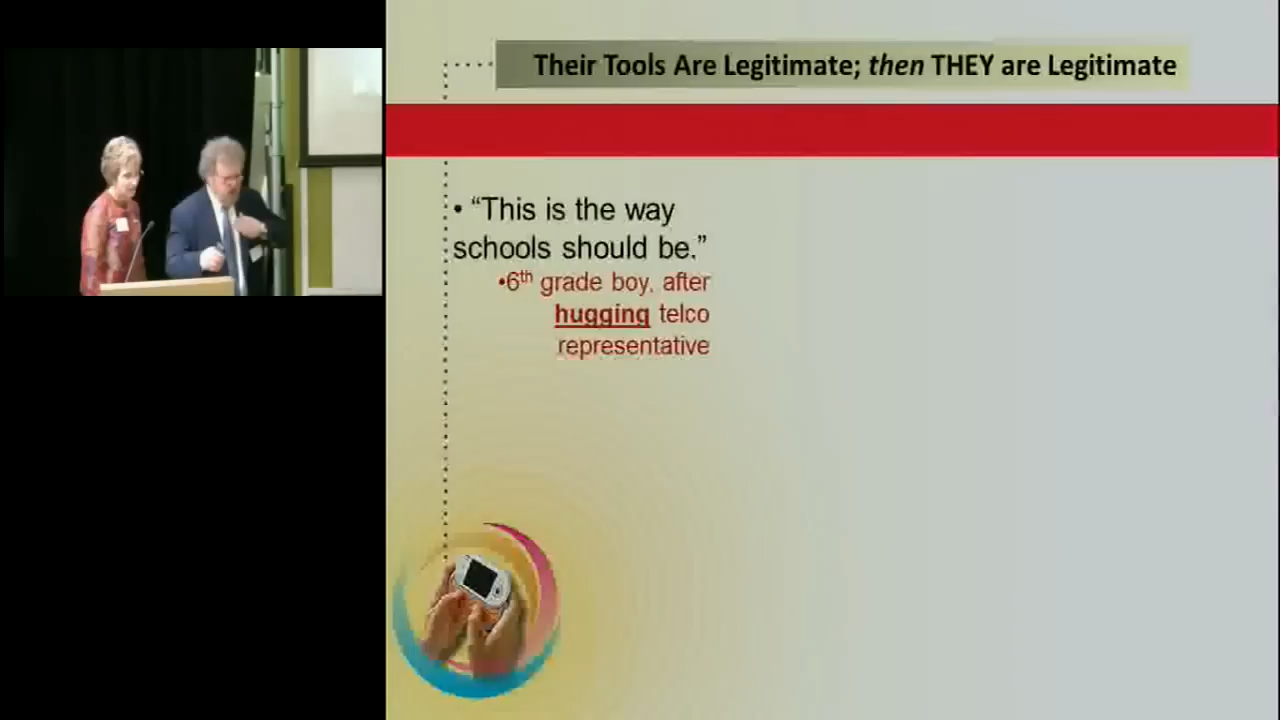 Their Tools Are Legitimate; then THEY are Legitimate
• “This is the way
schools should be.”
•6th grade boy, after
hugging telco
representative